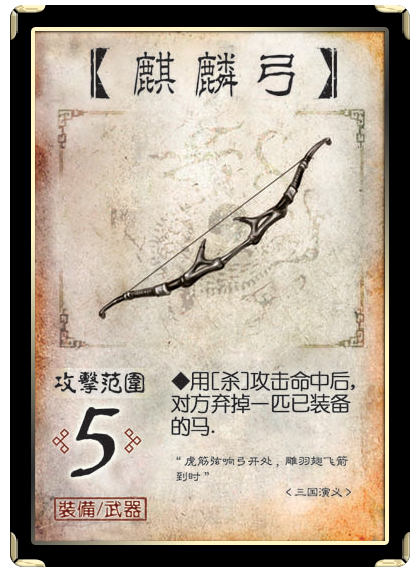 【麒麟弓】
攻擊范圍
5
裝備/武器
◆用[杀]攻击命中后,
对方弃掉一匹已装备
的马.
“虎筋弦响弓开处，雕羽翅飞箭
到时”
<三国演义>